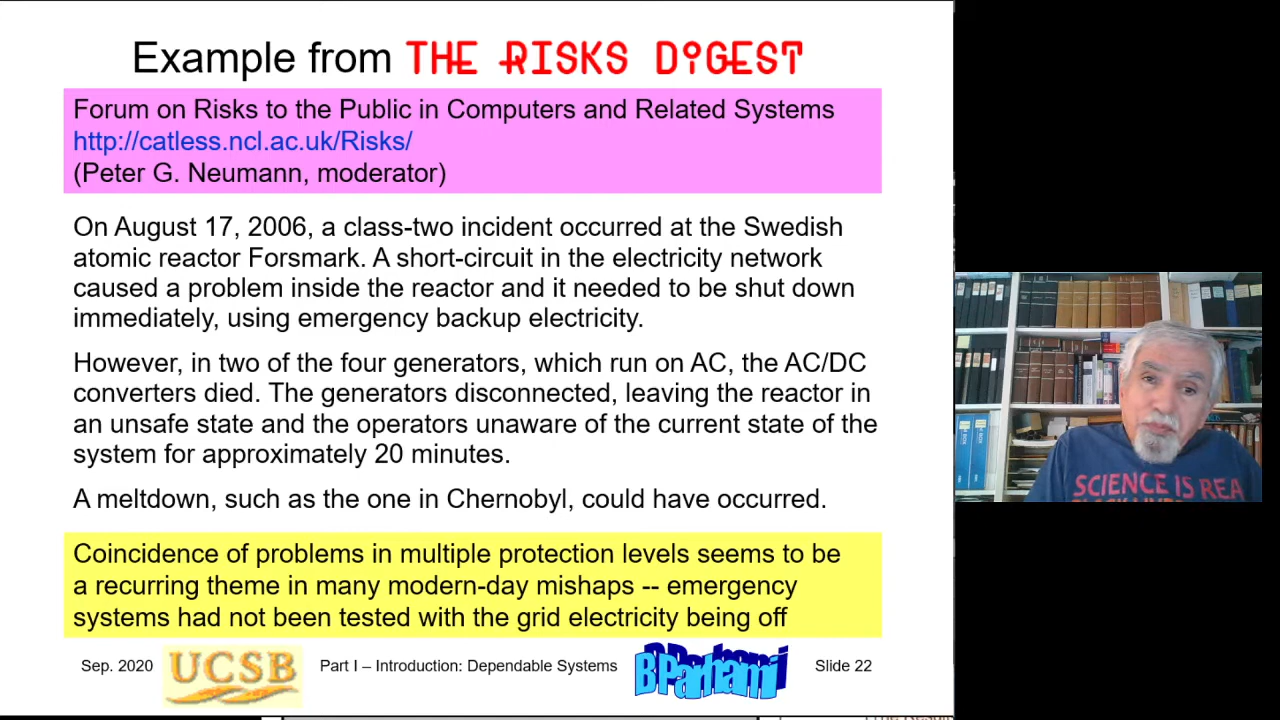 Example from THE RISKS DIGEST
Forum on Risks to the Public in Computers and Related Systems
http://catless.ncl.ac.uk/Risks/
(Peter G. Neumann, moderator)
On August 17, 2006, a class-two incident occurred at the Swedish
atomic reactor Forsmark. A short-circuit in the electricity network
caused a problem inside the reactor and it needed to be shut down
immediately, using emergency backup electricity.
However, in two of the four generators, which run on AC, the AC/DC
converters died. The generators disconnected, leaving the reactor in
an unsafe state and the operators unaware of the current state of the
system for approximately 20 minutes.
A meltdown, such as the one in Chernobyl, could have occurred.
Coincidence of problems in multiple protection levels seems to be
a recurring theme in many modern-day mishaps -- emergency
systems had not been tested with the grid electricity being off
Sep. 2020 UCSB Part I – Introduction: Dependable Systems B Parhami Slide 22
SCIENCE IS REA